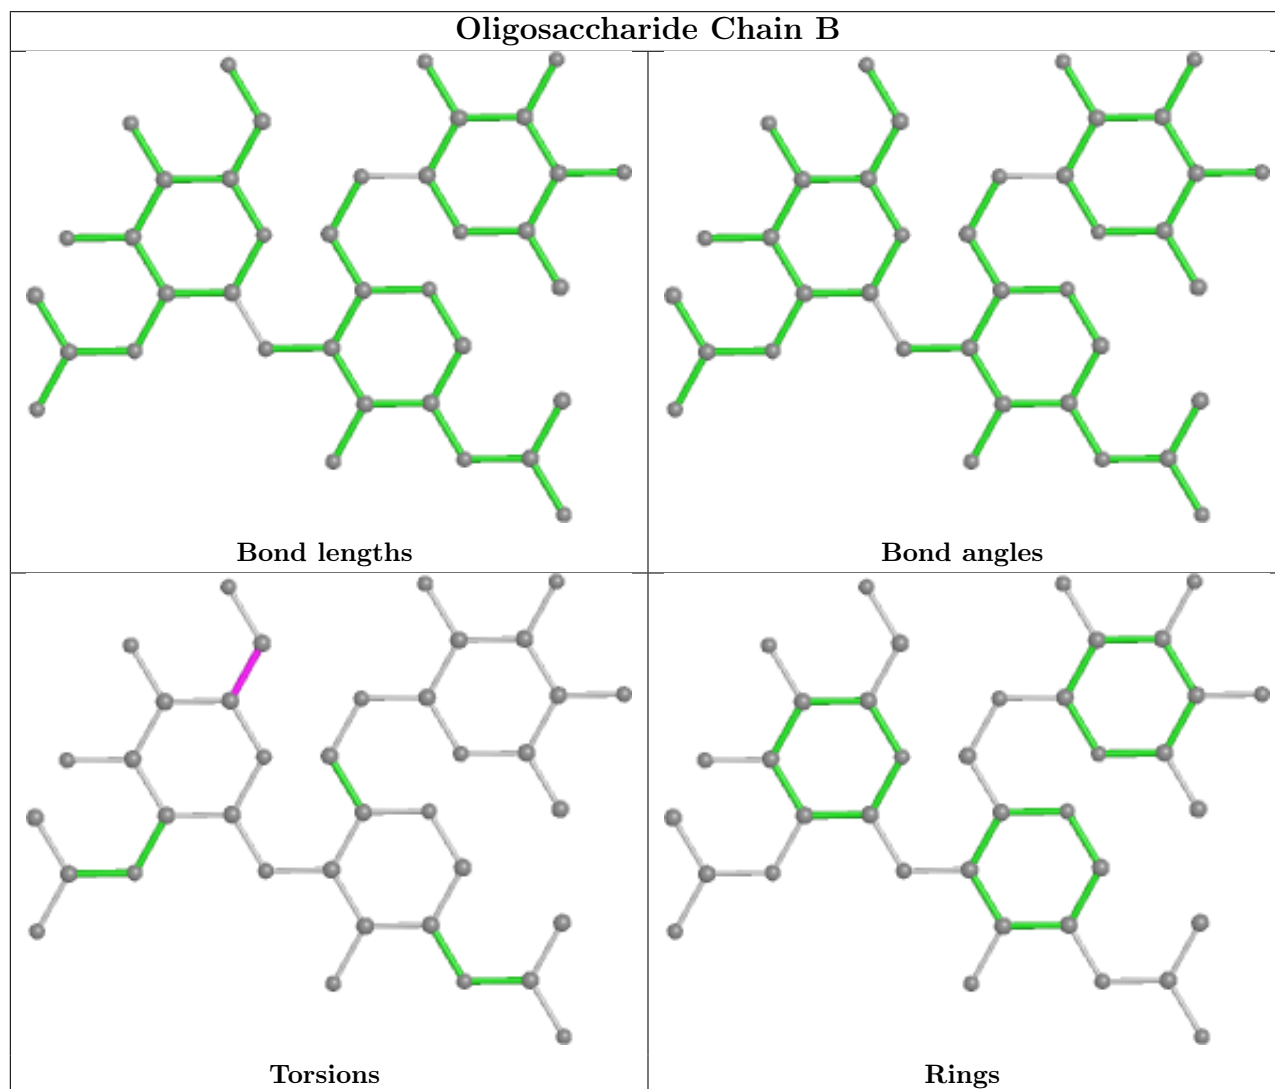 Oligosaccharide Chain B
Bond lengths
Bond angles
Torsions
Rings